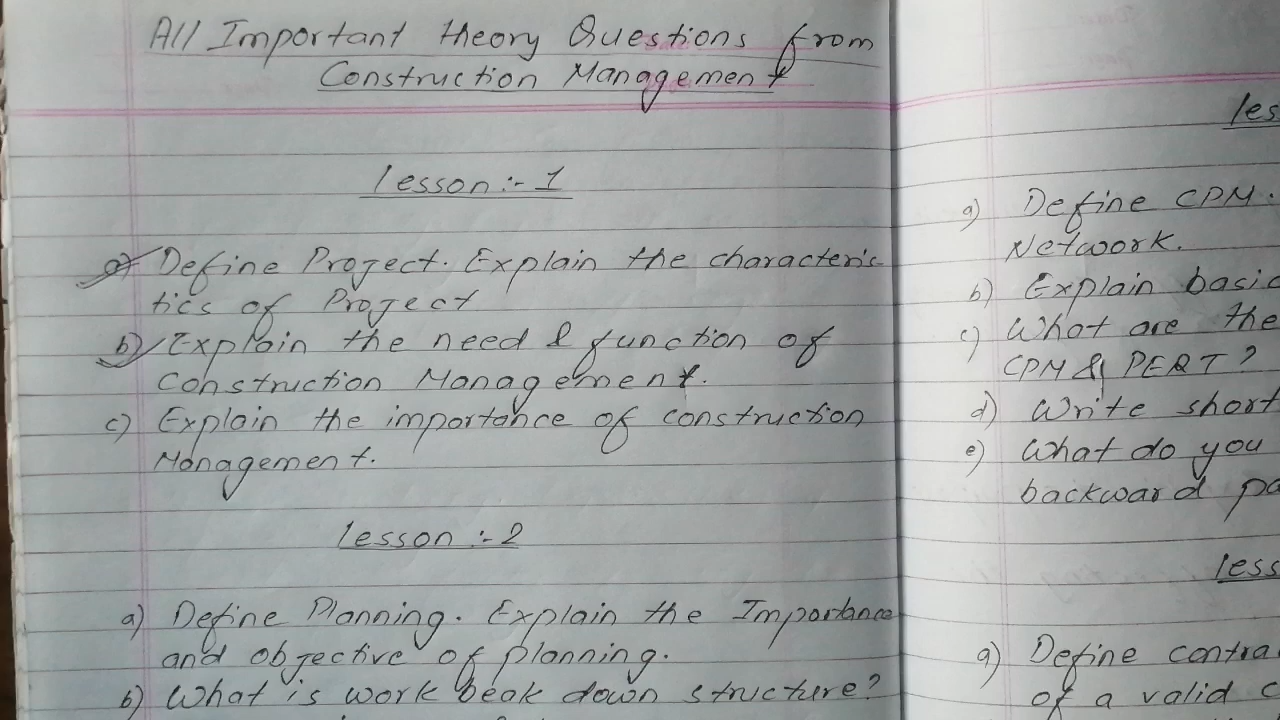 All Important theory Questions from
Construction Management
lesson :- 1
a) Define Project. Explain the characteris
tics of Project
b) Explain the need & function of
Construction Management.
c) Explain the importance of construction
Management.
lesson :- 2
a) Define Planning. Explain the Importance
and objective of planning.
b) What is work beak down structure?
les
a) Define CPM.
Network.
b) Explain basic
c) What are the
CPM & PERT?
d) Write short
e) What do you
backward pa
less
a) Define contra
of a valid c